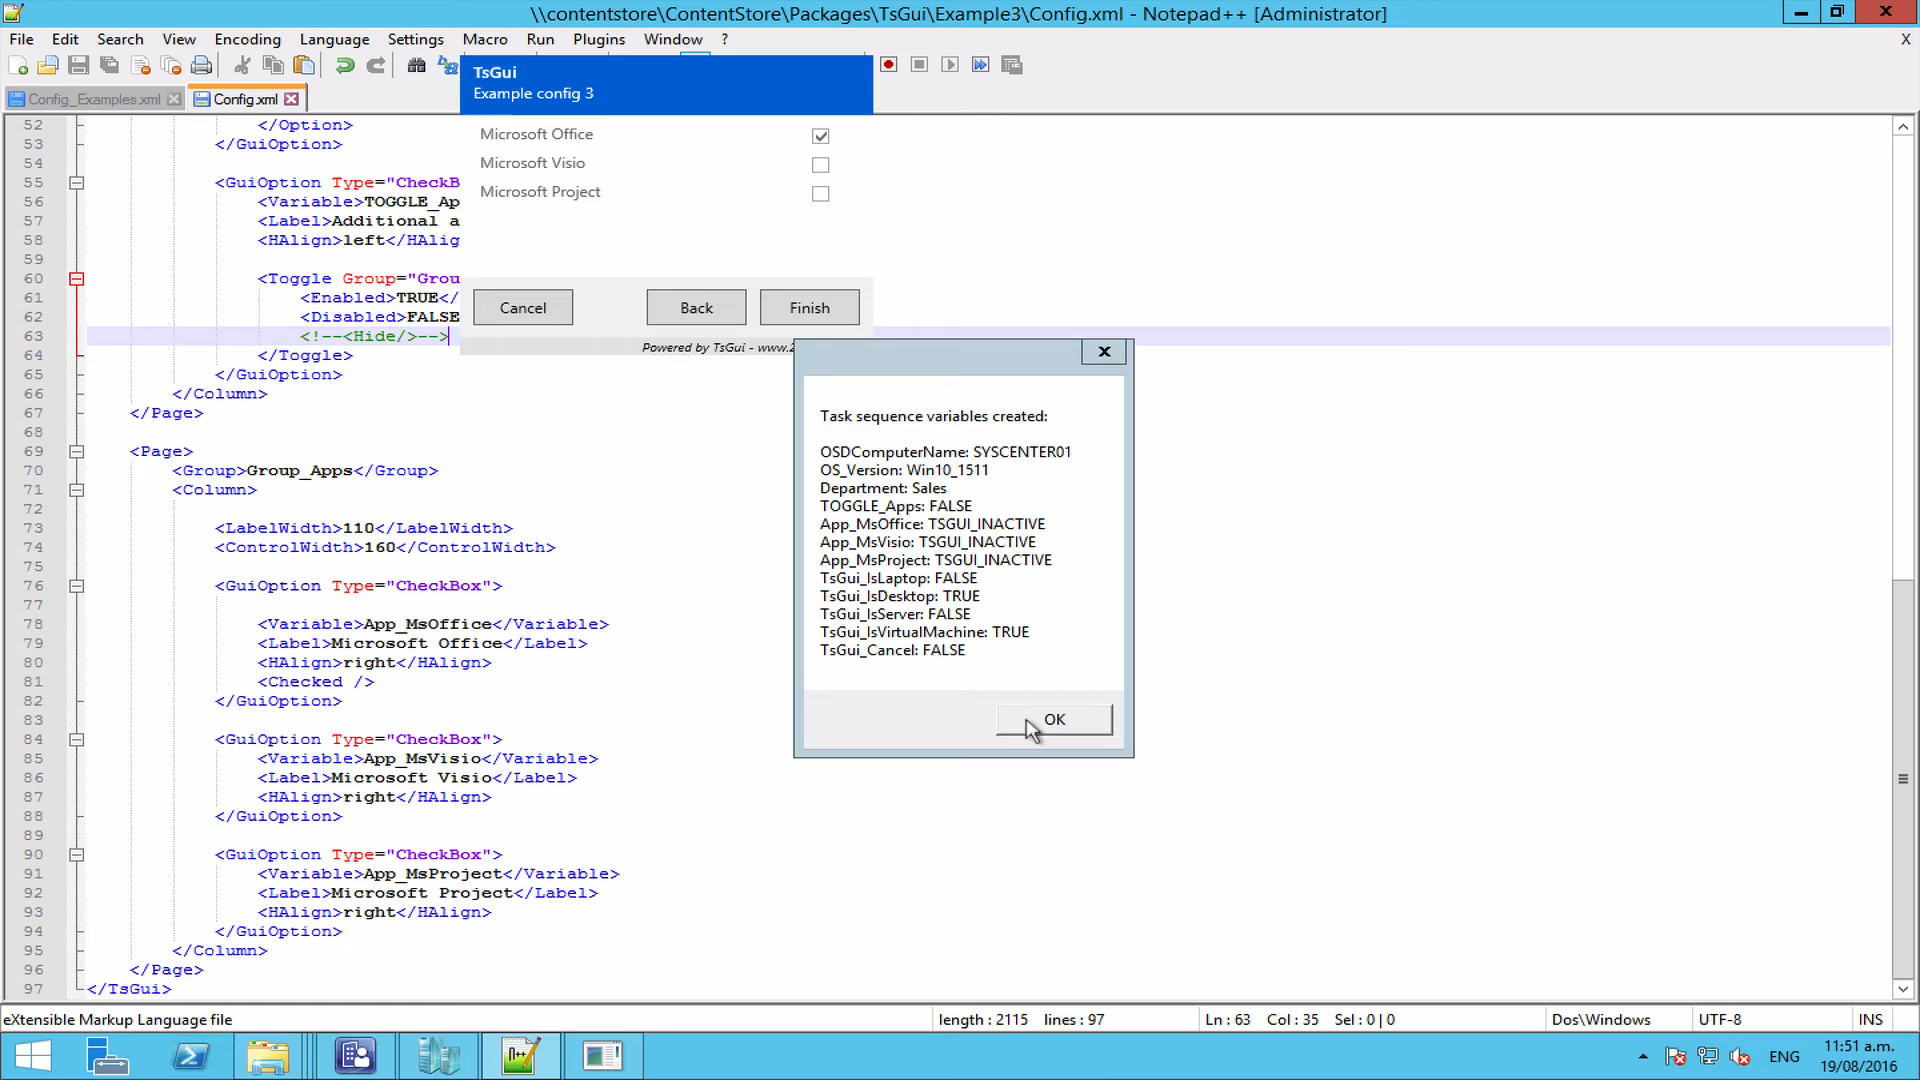 \\contentstore\ContentStore\Packages\TsGui\Example3\Config.xml - Notepad++ [Administrator]
File Edit Search View Encoding Language Settings Macro Run Plugins Window ? X
Config_Examples.xml Config.xml
TsGui
Example config 3
Microsoft Office
Microsoft Visio
Microsoft Project
Cancel Back Finish
Powered by TsGui - www.2
52 </Option>
53 </GuiOption>
54
55 <GuiOption Type="CheckB
56 <Variable>TOGGLE_Ap
57 <Label>Additional a
58 <HAlign>left</HAlig
59
60 <Toggle Group="Grou
61 <Enabled>TRUE</
62 <Disabled>FALSE
63 <!--<Hide/>-->
64 </Toggle>
65 </GuiOption>
66 </Column>
67 </Page>
68
69 <Page>
70 <Group>Group_Apps</Group>
71 <Column>
72
73 <LabelWidth>110</LabelWidth>
74 <ControlWidth>160</ControlWidth>
75
76 <GuiOption Type="CheckBox">
77
78 <Variable>App_MsOffice</Variable>
79 <Label>Microsoft Office</Label>
80 <HAlign>right</HAlign>
81 <Checked />
82 </GuiOption>
83
84 <GuiOption Type="CheckBox">
85 <Variable>App_MsVisio</Variable>
86 <Label>Microsoft Visio</Label>
87 <HAlign>right</HAlign>
88 </GuiOption>
89
90 <GuiOption Type="CheckBox">
91 <Variable>App_MsProject</Variable>
92 <Label>Microsoft Project</Label>
93 <HAlign>right</HAlign>
94 </GuiOption>
95 </Column>
96 </Page>
97 </TsGui>
Task sequence variables created:
OSDComputerName: SYSCENTER01
OS_Version: Win10_1511
Department: Sales
TOGGLE_Apps: FALSE
App_MsOffice: TSGUI_INACTIVE
App_MsVisio: TSGUI_INACTIVE
App_MsProject: TSGUI_INACTIVE
TsGui_IsLaptop: FALSE
TsGui_IsDesktop: TRUE
TsGui_IsServer: FALSE
TsGui_IsVirtualMachine: TRUE
TsGui_Cancel: FALSE
OK
eXtensible Markup Language file length : 2115 lines : 97 Ln : 63 Col : 35 Sel : 0 | 0 Dos\Windows UTF-8 INS
ENG
11:51 a.m.
19/08/2016